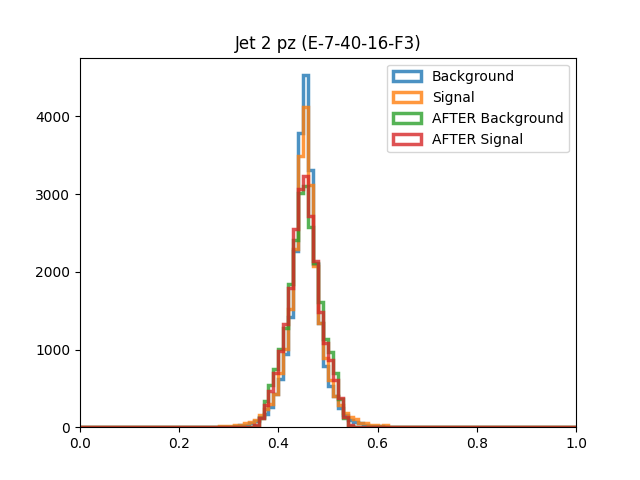 Jet 2 pz (E-7-40-16-F3)
Background
Signal
AFTER Background
AFTER Signal
4000
3000
2000
1000
0
0.0 0.2 0.4 0.6 0.8 1.0